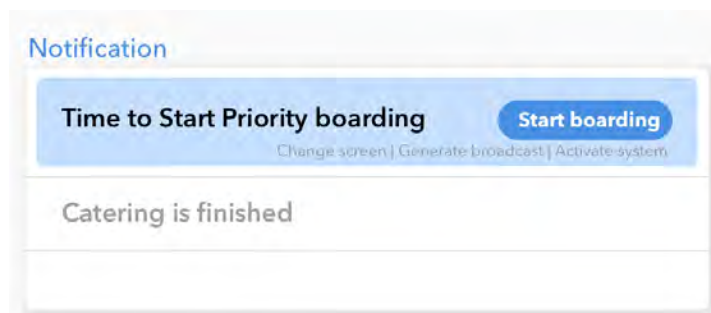 Notification
Time to Start Priority boarding
Start boarding
Change screen | Generate broadcast | Activate system
Catering is finished